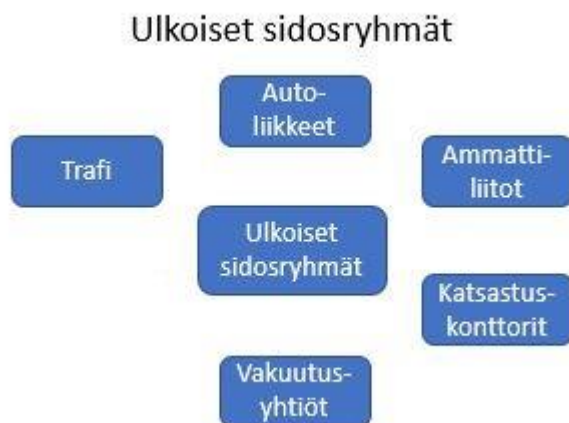 Ulkoiset sidosryhmät
Auto-
liikkeet
Trafi
Ammatti-
liitot
Ulkoiset
sidosryhmät
Katsastus-
konttorit
Vakuutus-
yhtiöt